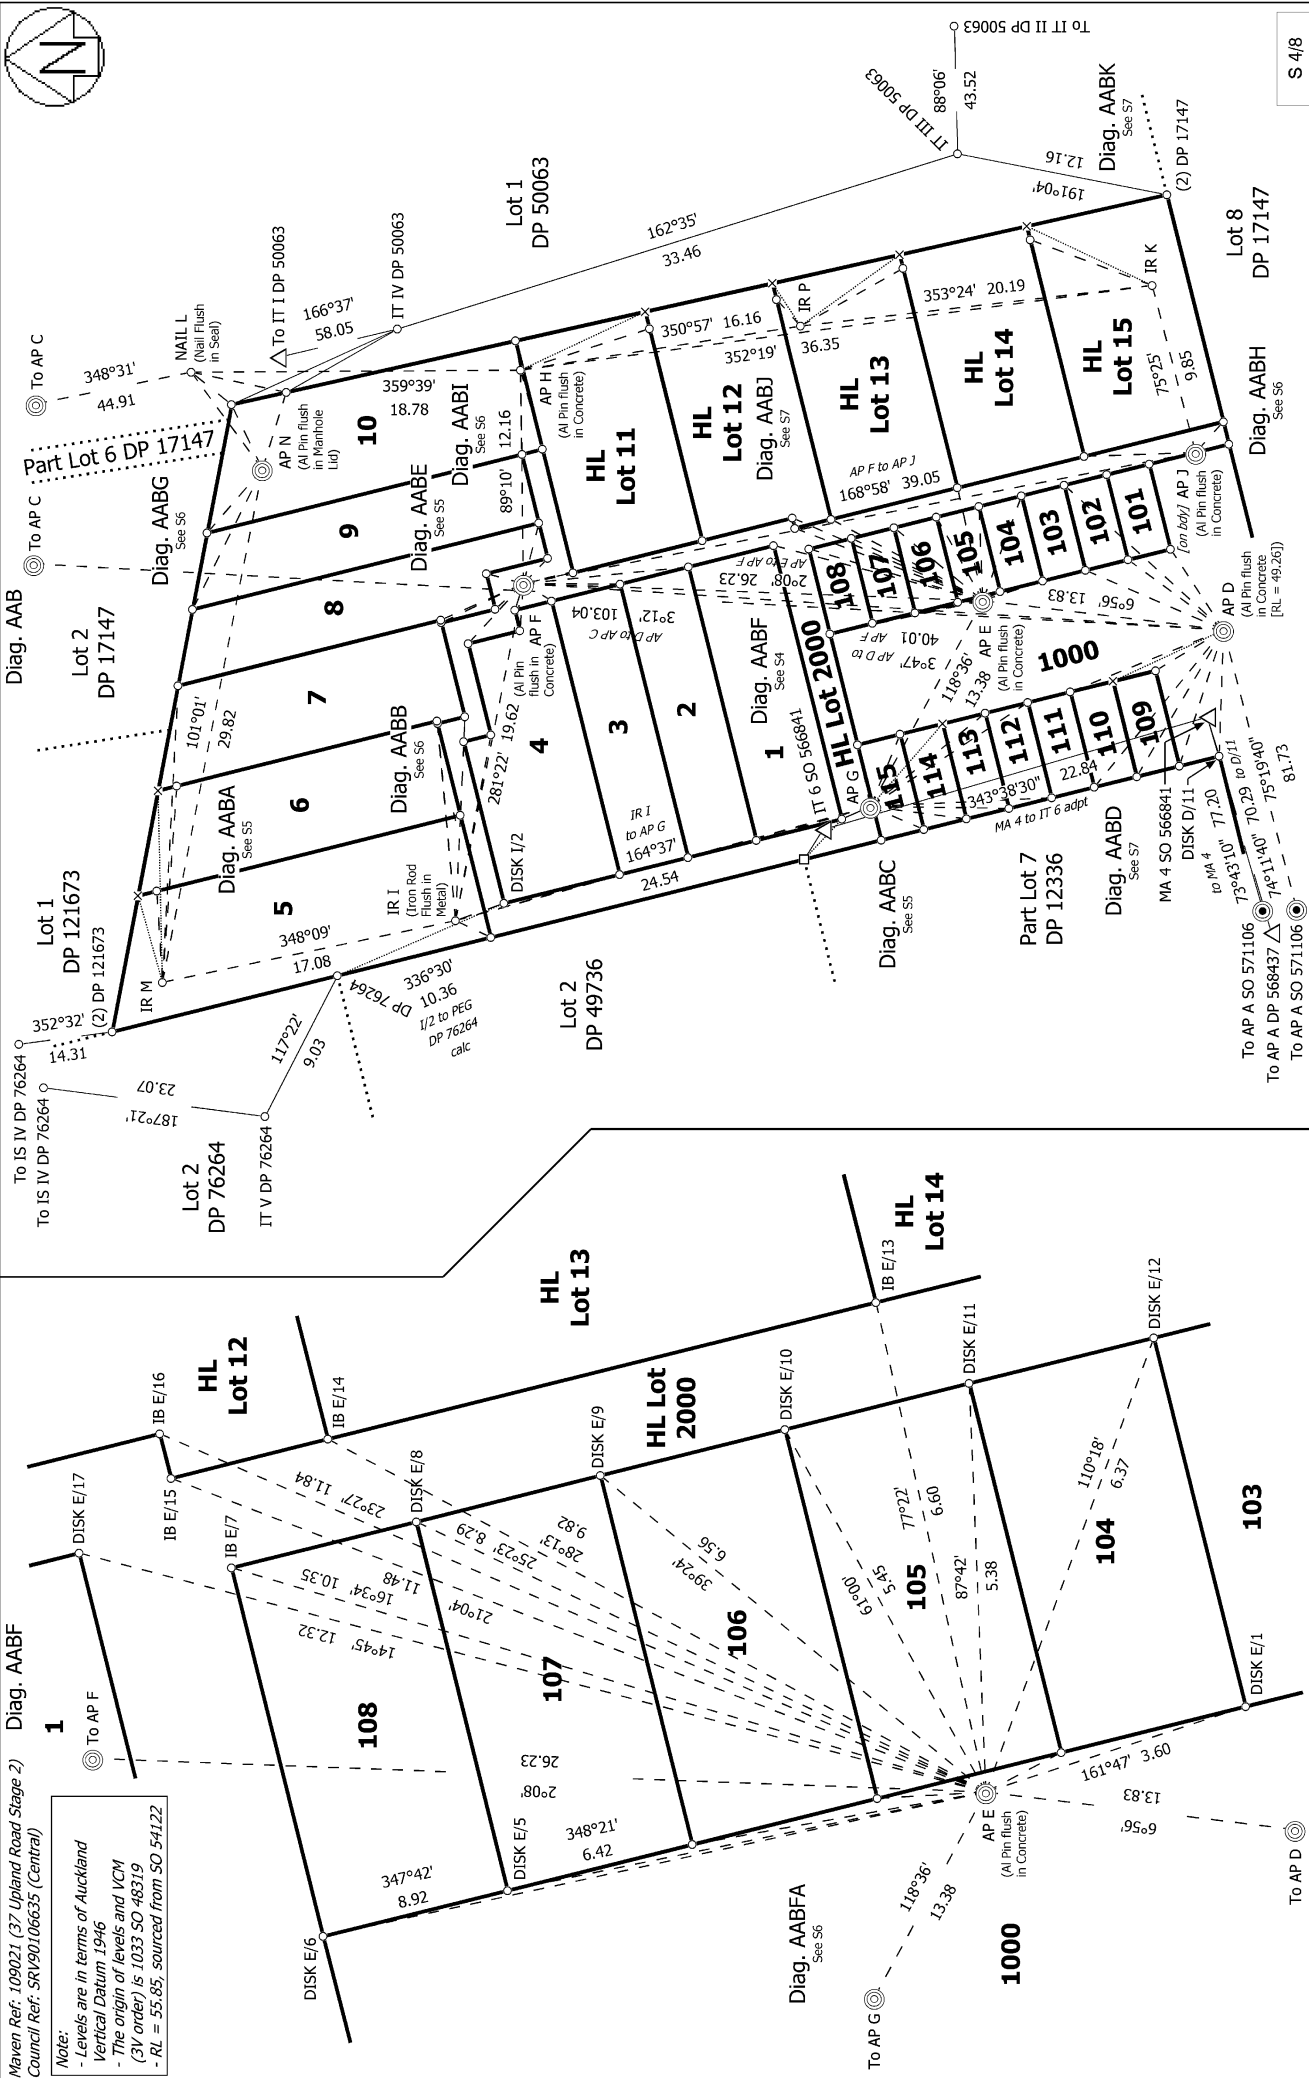 Maven Ref: 109021 (37 Upland Road Stage 2)
Council Ref: SRV90106635 (Central)
Note:
- Levels are in terms of Auckland
Vertical Datum 1946
- The origin of levels and VCM
(3V order) is 1033 SO 48319
- RL = 55.85, sourced from SO 54122
Diag. AABF
1
To AP F
DISK E/17
IB E/16
IB E/15
IB E/7
HL
Lot 12
IB E/14
DISK E/8
HL
Lot 13
DISK E/9
HL Lot
2000
DISK E/10
IB E/13
HL
Lot 14
DISK E/11
DISK E/12
DISK E/6
DISK E/5
DISK E/1
108
107
106
105
104
103
1000
347°42'
8.92
348°21'
6.42
2°08'
26.23
14°45' 12.32
16°34' 10.35
21°04' 11.48
23°27' 11.84
25°23' 8.29
28°13' 9.82
39°24' 6.56
61°00'
5.45
77°22'
6.60
87°42'
5.38
110°18'
6.37
161°47' 3.60
6°56' 13.83
118°36'
13.38
AP E
(Al Pin flush
in Concrete)
Diag. AABFA
See S6
To AP G
To AP D
Diag. AAB
To IS IV DP 76264
To IS IV DP 76264
352°32'
14.31
187°21'
23.07
IT V DP 76264
Lot 2
DP 76264
117°22'
9.03
DP 76264
336°30'
10.36
I/2 to PEG
DP 76264
calc
(2) DP 121673
Lot 1
DP 121673
IR M
348°09'
17.08
Lot 2
DP 17147
To AP C
To AP C
Part Lot 6 DP 17147
348°31'
44.91
NAIL L
(Nail Flush
in Seal)
To IT I DP 50063
166°37'
58.05
IT IV DP 50063
AP N
(Al Pin flush
in Manhole
Lid)
Diag. AABG
See S6
101°01'
29.82
Diag. AABA
See S5
Diag. AABB
See S6
Diag. AABE
See S5
Diag. AABI
See S6
359°39'
18.78
89°10' 12.16
5
6
7
8
9
10
IR I
(Iron Rod
Flush in
Metal)
DISK I/2
281°22' 19.62
AP F
(Al Pin
flush in
Concrete)
AP H
(Al Pin flush
in Concrete)
Lot 1
DP 50063
162°35'
33.46
IT III DP 50063
88°06'
43.52
To IT II DP 50063
191°04'
12.16
(2) DP 17147
Diag. AABK
See S7
HL
Lot 11
HL
Lot 12
HL
Lot 13
HL
Lot 14
HL
Lot 15
350°57' 16.16
352°19' 36.35
353°24' 20.19
IR P
IR K
75°25
9.85
Diag. AABJ
See S7
AP F to AP J
168°58' 39.05
Lot 8
DP 17147
Diag. AABH
See S6
[on bdy] AP J
(Al Pin flush
in Concrete)
4
3
2
1
AP D to AP C
3°12' 103.04
AP E to AP F
2°08' 26.23
AP D to AP F
3°47' 40.01
Diag. AABF
See S4
IR I
to AP G
164°37'
24.54
Lot 2
DP 49736
IT 6 SO 566841
AP G
HL Lot 2000
118°36'
13.38
AP E
(Al Pin flush
in Concrete)
6°56' 13.83
1000
108
107
106
105
104
103
102
101
115
114
113
112
111
110
109
343°38'30" 22.84
MA 4 to IT 6 adpt
Diag. AABC
See S5
Part Lot 7
DP 12336
Diag. AABD
See S7
MA 4 SO 566841
DISK D/11
to MA 4
73°43'10" 77.20
74°11'40" 70.29 to D/11
75°19'40"
81.73
AP D
(Al Pin flush
in Concrete
[RL = 49.26])
To AP A SO 571106
To AP A DP 568437
To AP A SO 571106
N
S 4/8